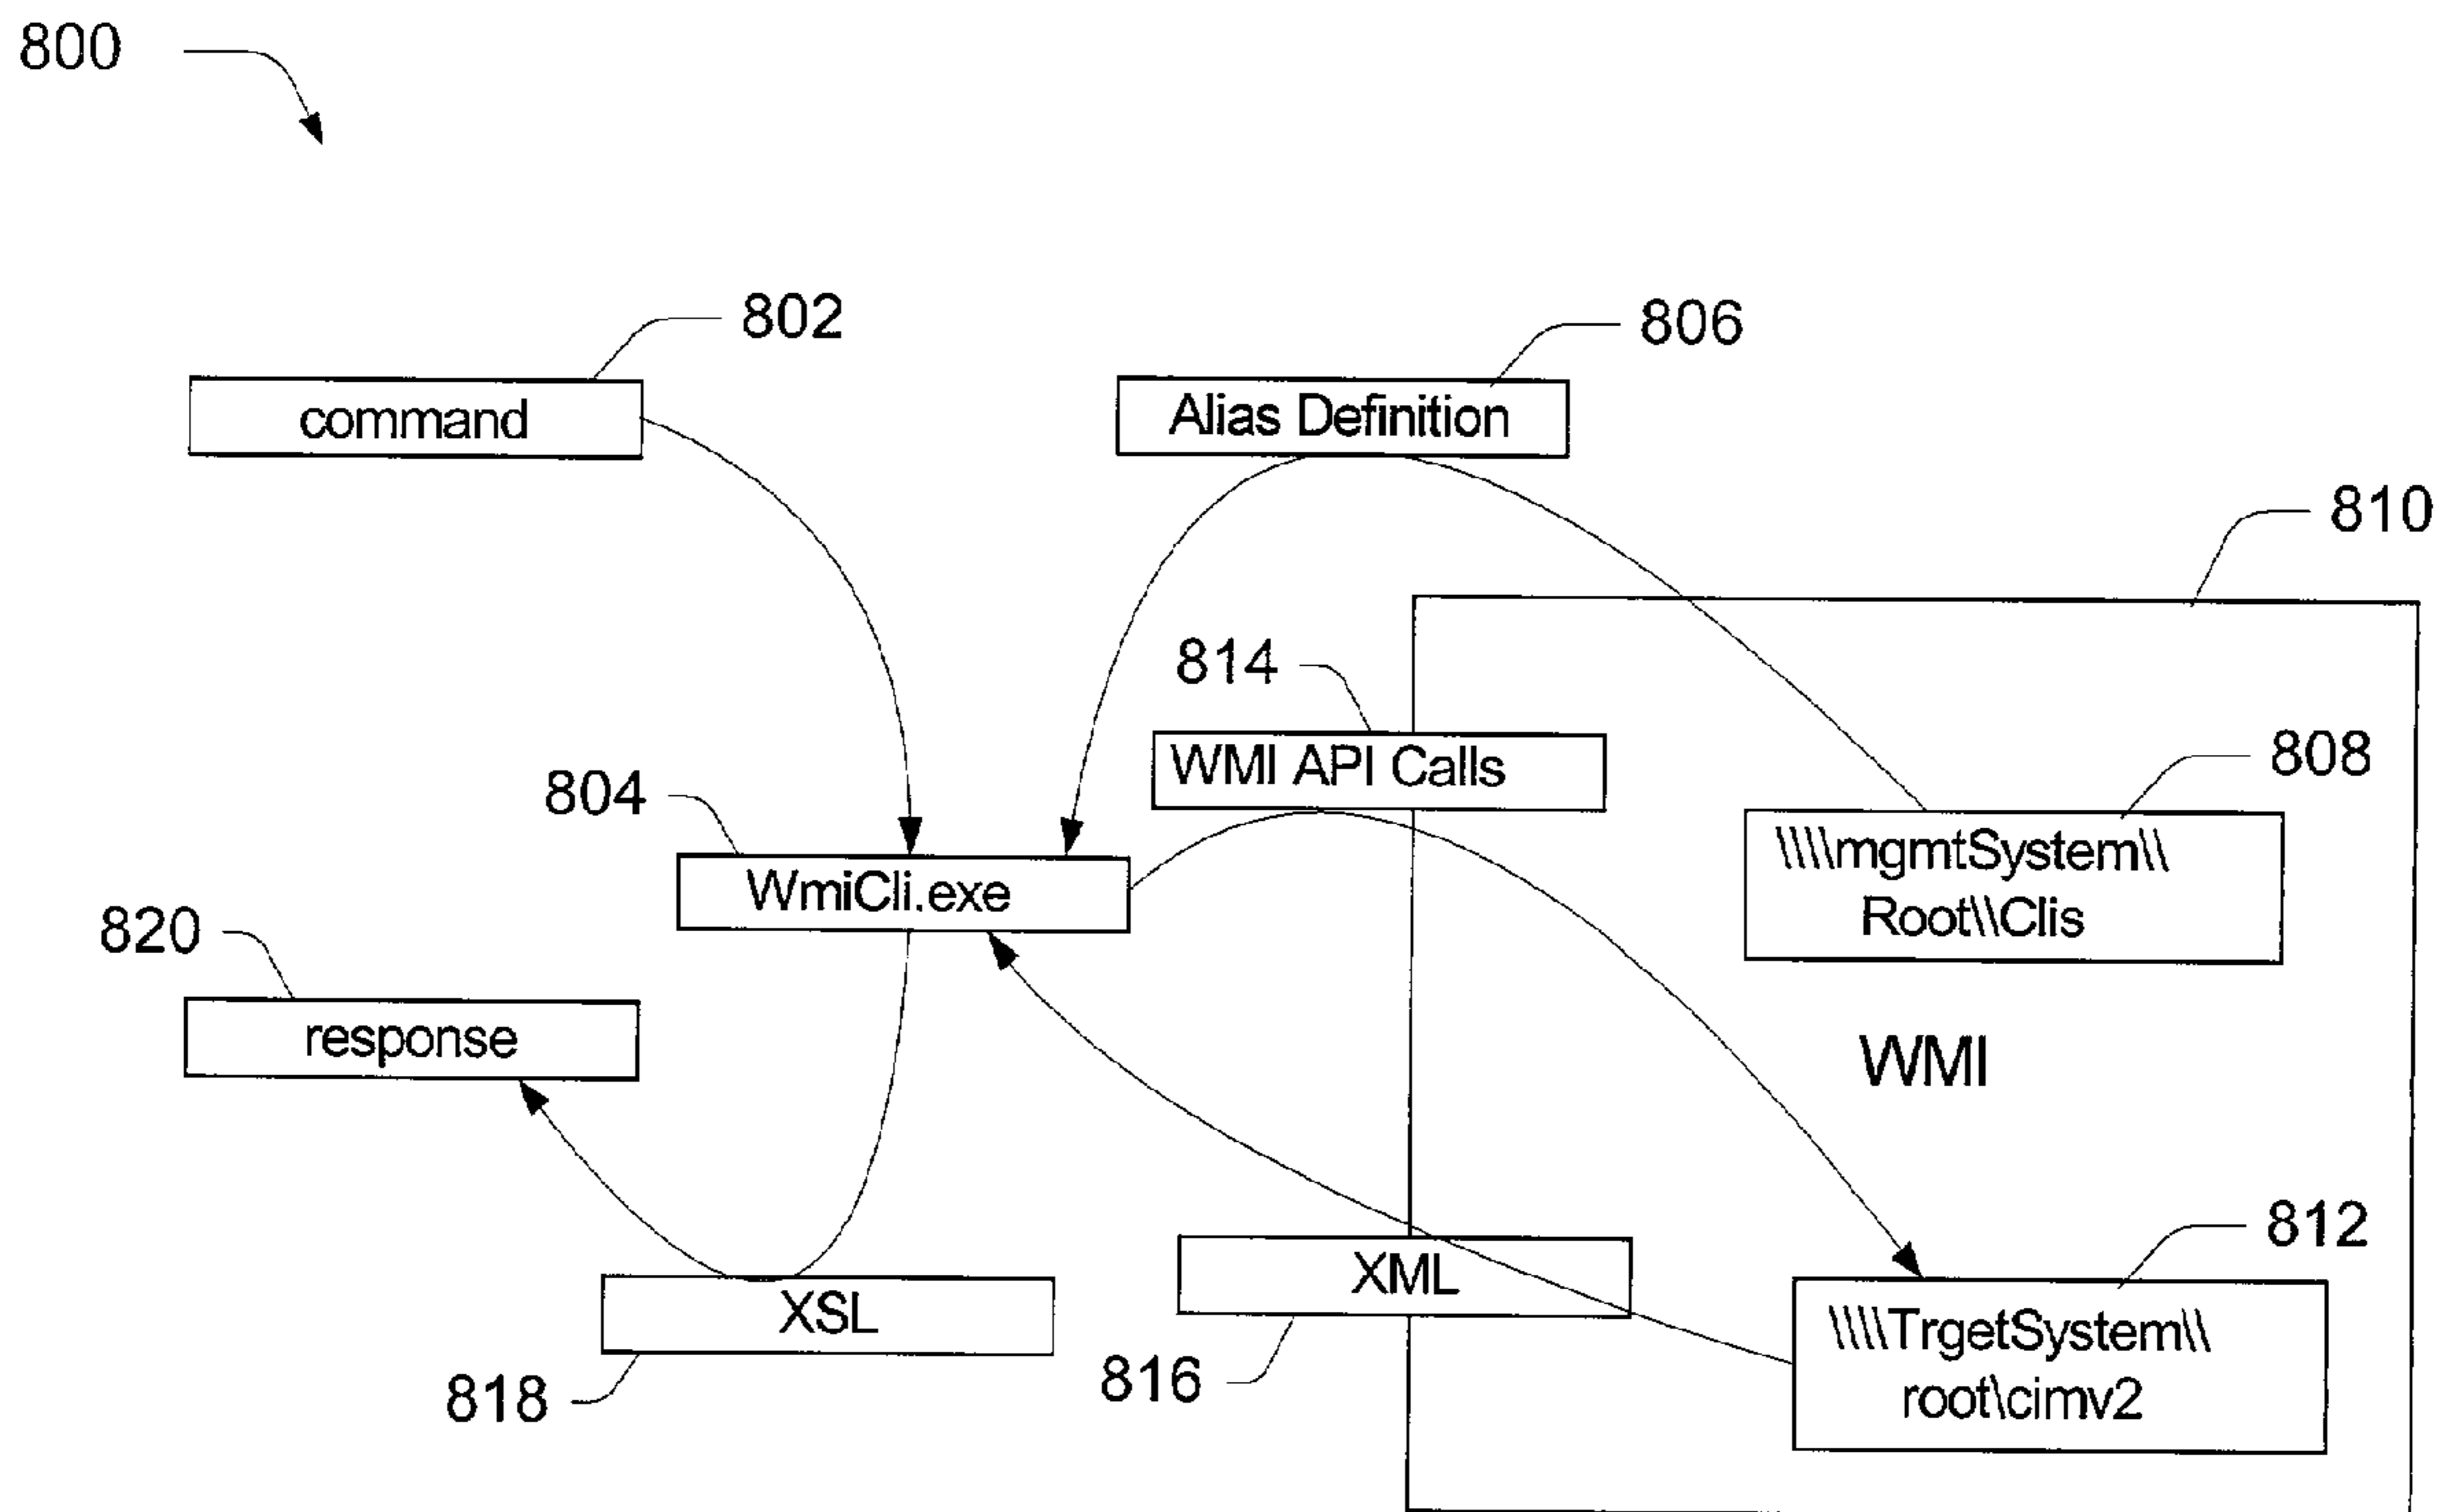 800
802
806
command
Alias Definition
810
814
WMI API Calls
808
804
\\\\mgmtSystem\\
Root\\Clis
WmiCli.exe
820
response
WMI
812
XML
XSL
\\\\TrgetSystem\\
root\cimv2
816
818